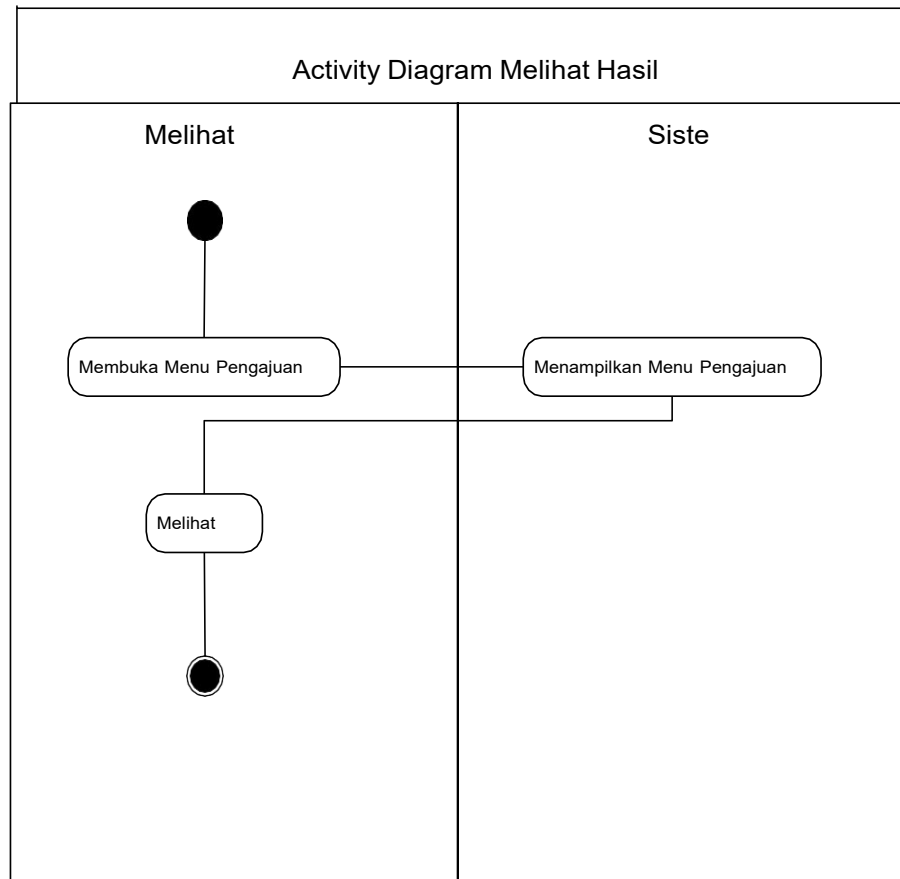 Activity Diagram Melihat Hasil
Melihat
Siste
Membuka Menu Pengajuan
Menampilkan Menu Pengajuan
Melihat